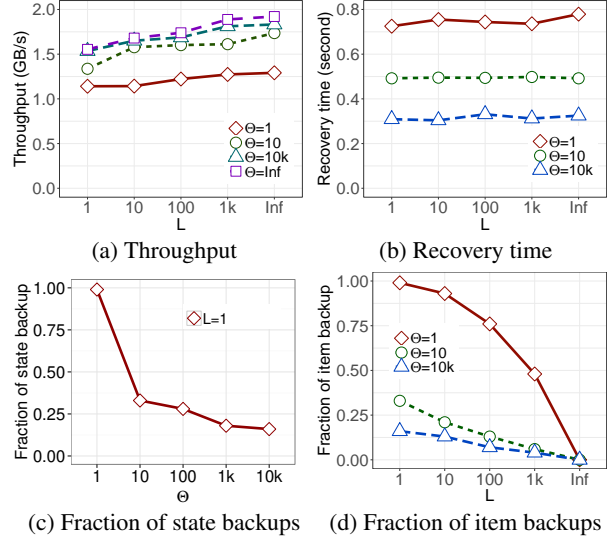 Throughput (GB/s)
2.0
1.5
1.0
0.5
0.0
Θ=1
Θ=10
Θ=10k
Θ=Inf
1 10 100 1k Inf
L
(a) Throughput
Recovery time (second)
0.8
0.6
0.4
0.2
0.0
Θ=1
Θ=10
Θ=10k
1 10 100 1k Inf
L
(b) Recovery time
Fraction of state backup
1.00
0.75
0.50
0.25
0.00
L=1
1 10 100 1k 10k
Θ
(c) Fraction of state backups
Fraction of item backup
1.00
0.75
0.50
0.25
0.00
Θ=1
Θ=10
Θ=10k
1 10 100 1k Inf
L
(d) Fraction of item backups